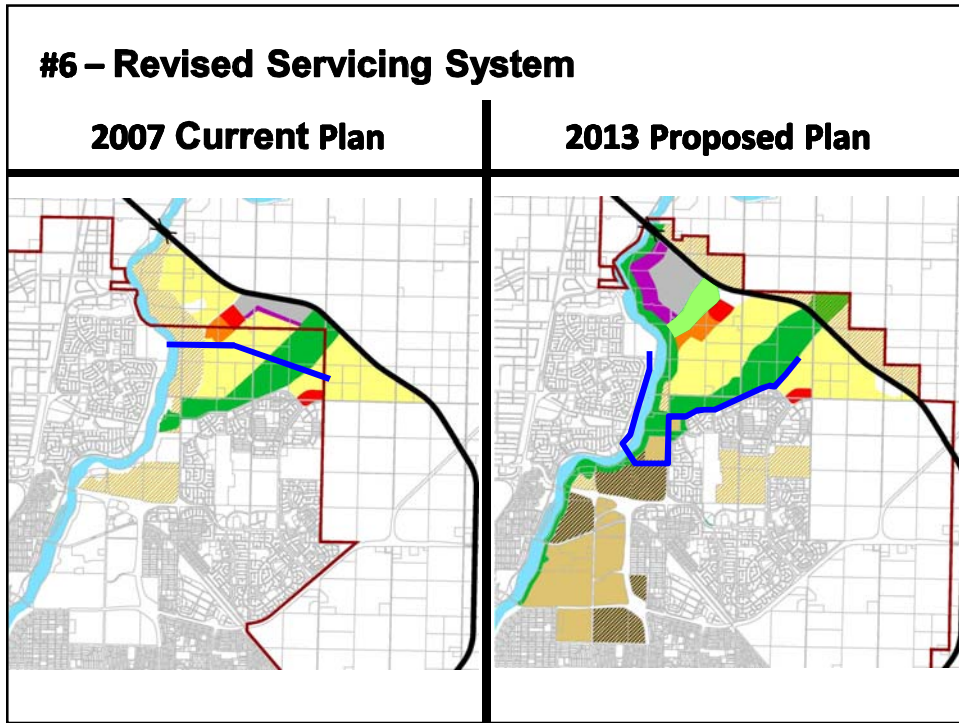 #6 – Revised Servicing System
2007 Current Plan
2013 Proposed Plan